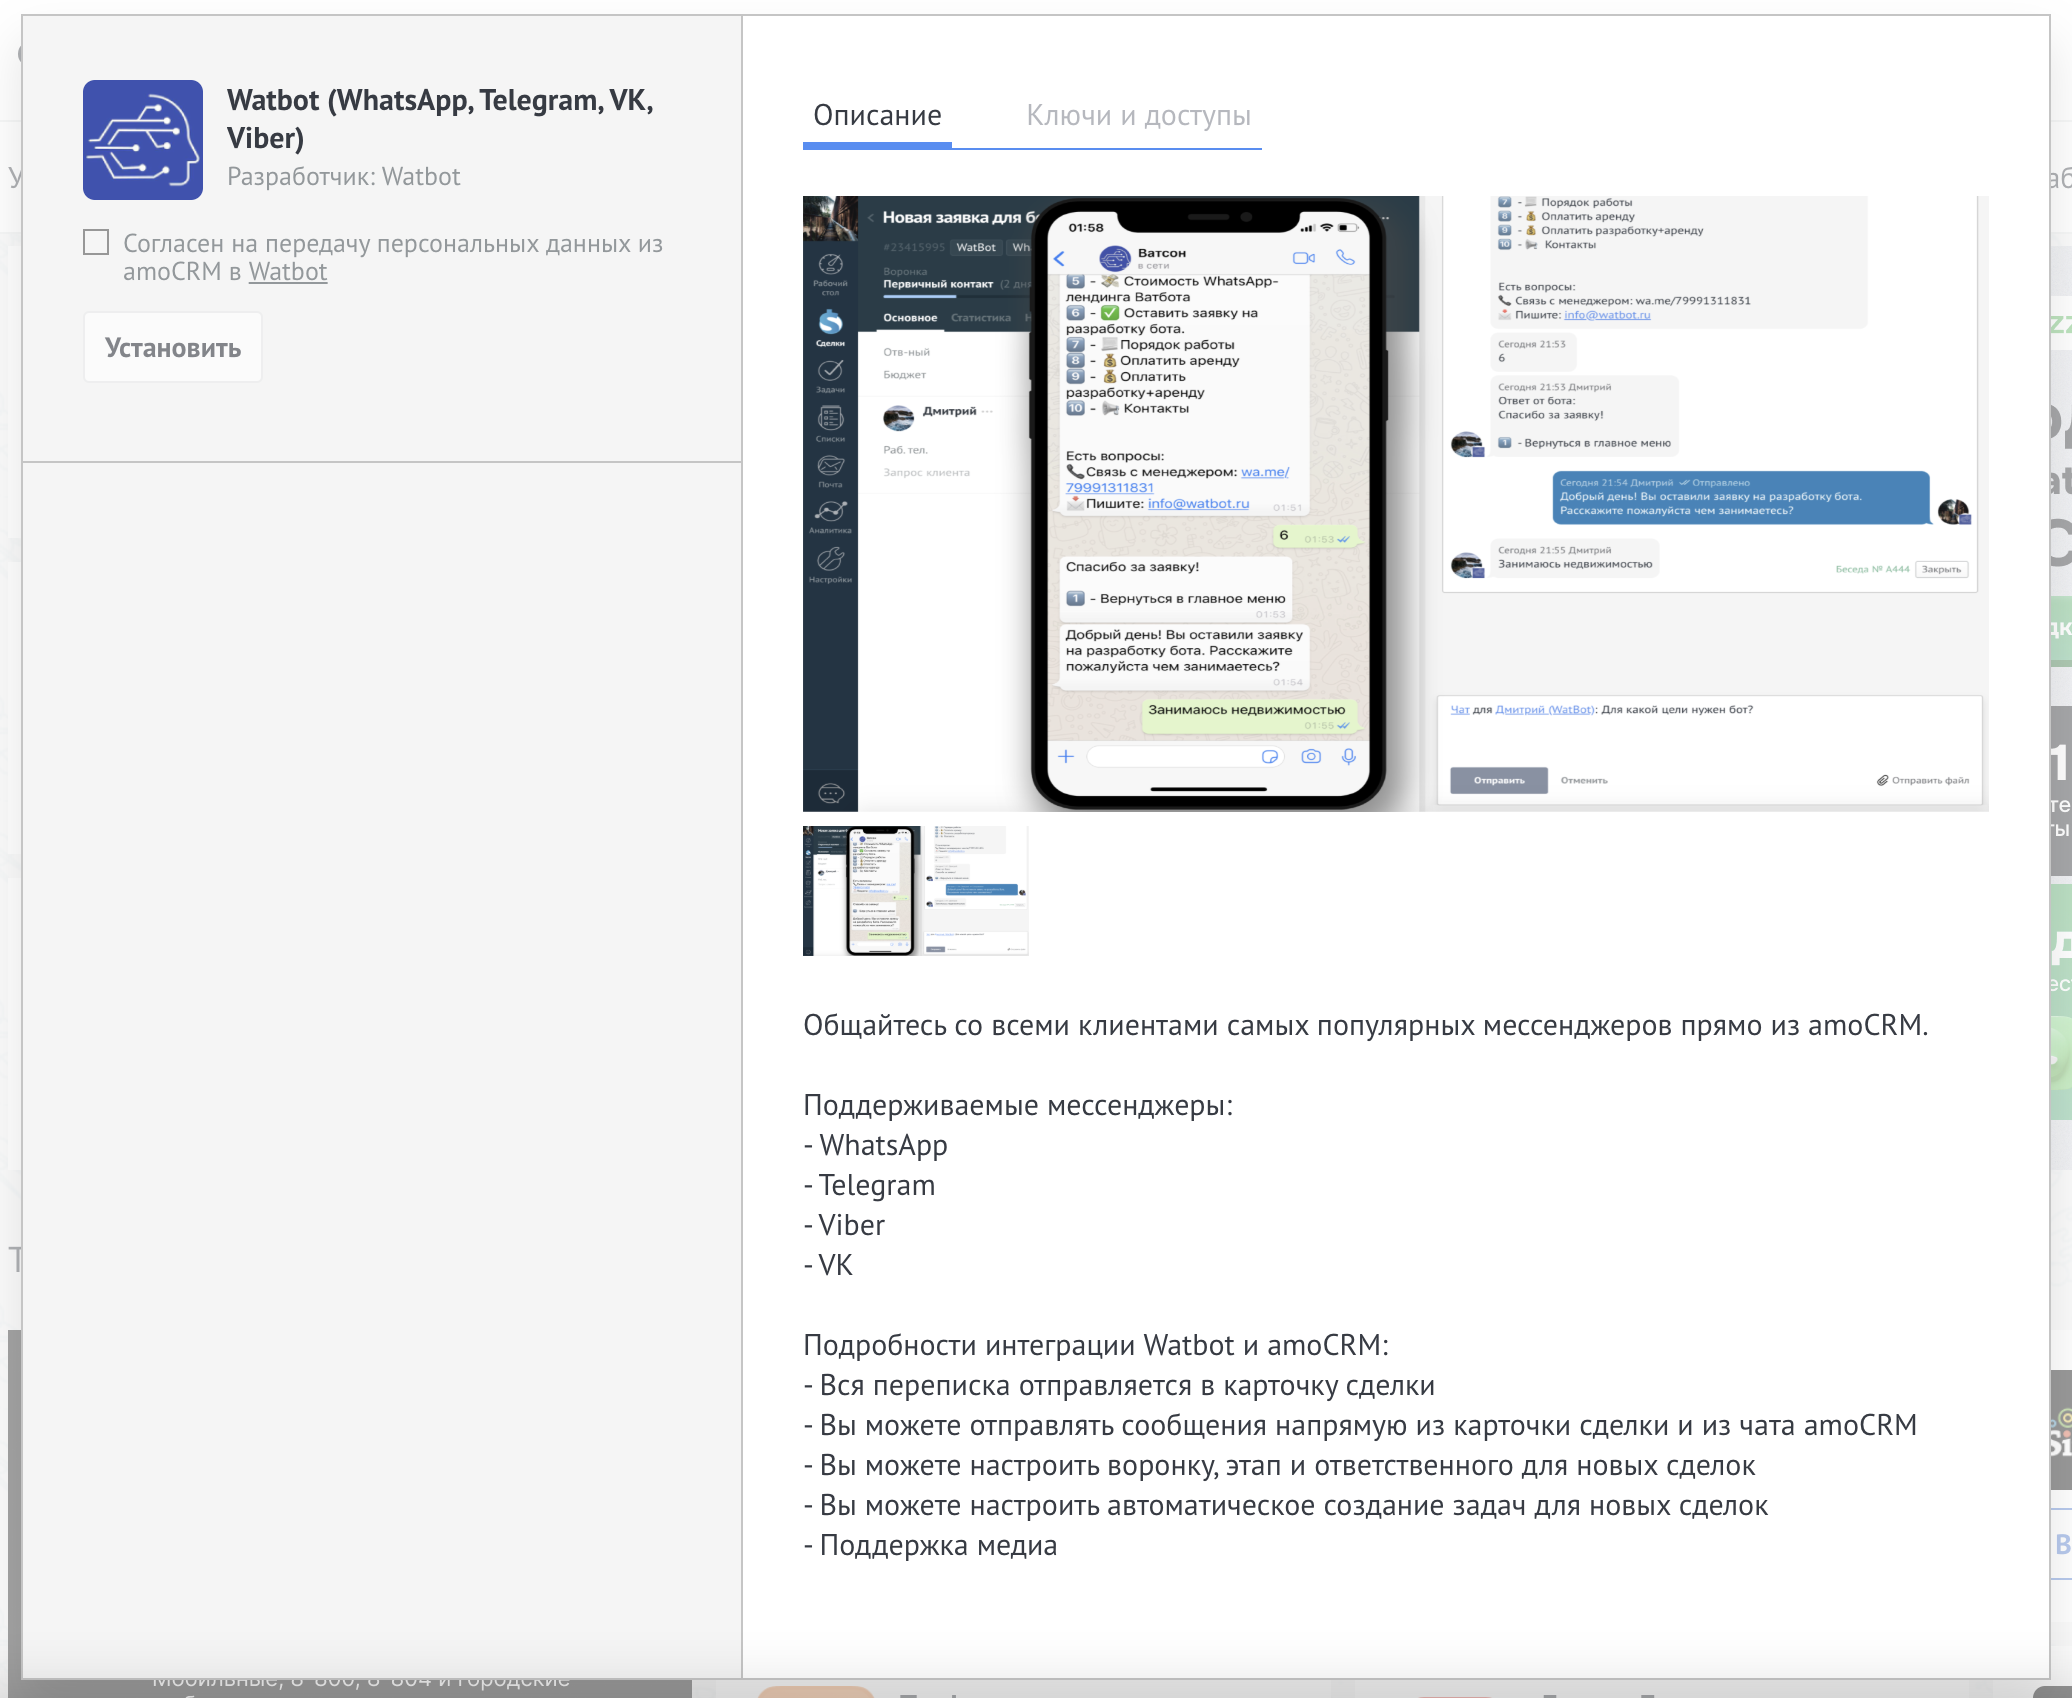 Watbot (WhatsApp, Telegram, VK,
Viber)
Разработчик: Watbot
Согласен на передачу персональных данных из
amoCRM в Watbot
Установить
Описание
Ключи и доступы
Новая заявка для
#23415995 WatBot
Воронка
Первичный контакт (2
Основное Статистика
Отв-ный
Бюджет
Дмитрий ...
Раб. тел.
Запрос клиента
Рабочий
стол
Сделки
Задачи
Списки
Почта
Аналитика
Настройки
01:58
Ватсон
в сети
5 - 💸 Стоимость WhatsApp-
лендинга Ватбота
6 - ✅ Оставить заявку на
разработку бота.
7 - Порядок работы
8 - 💰 Оплатить аренду
9 - 💰 Оплатить
разработку+аренду
10 - Контакты
Есть вопросы:
📞Связь с менеджером: wa.me/
79991311831
📩Пишите: info@watbot.ru 01:51
6 01:53
Спасибо за заявку!
1 - Вернуться в главное меню
01:53
Добрый день! Вы оставили заявку
на разработку бота. Расскажите
пожалуйста чем занимаетесь?
01:54
Занимаюсь недвижимостью
01:55
7 - Порядок работы
8 - 💰 Оплатить аренду
9 - 💰 Оплатить разработку+аренду
10 - Контакты
Есть вопросы:
📞 Связь с менеджером: wa.me/79991311831
📩 Пишите: info@watbot.ru
Сегодня 21:53
6
Сегодня 21:53 Дмитрий
Ответ от бота:
Спасибо за заявку!
1 - Вернуться в главное меню
Сегодня 21:54 Дмитрий Отправлено
Добрый день! Вы оставили заявку на разработку бота.
Расскажите пожалуйста чем занимаетесь?
Сегодня 21:55 Дмитрий
Занимаюсь недвижимостью
Беседа № A444 Закрыть
Чат для Дмитрий (WatBot): Для какой цели нужен бот?
Отправить Отменить Отправить файл
Общайтесь со всеми клиентами самых популярных мессенджеров прямо из amoCRM.
Поддерживаемые мессенджеры:
- WhatsApp
- Telegram
- Viber
- VK
Подробности интеграции Watbot и amoCRM:
- Вся переписка отправляется в карточку сделки
- Вы можете отправлять сообщения напрямую из карточки сделки и из чата amoCRM
- Вы можете настроить воронку, этап и ответственного для новых сделок
- Вы можете настроить автоматическое создание задач для новых сделок
- Поддержка медиа